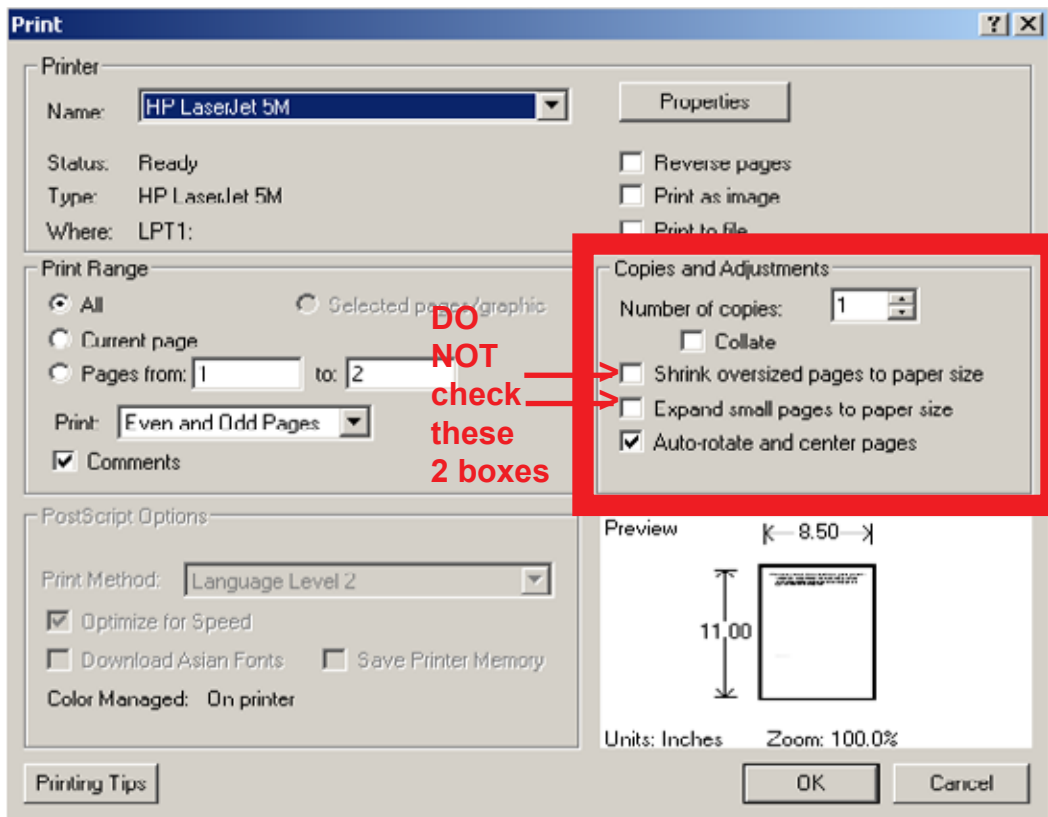 Print
Printer
Name: HP LaserJet 5M
Properties
Status: Ready
Type: HP LaserJet 5M
Where: LPT1:
Reverse pages
Print as image
Print to file
Print Range
All
Selected pages/graphic
Current page
Pages from: 1 to: 2
Print: Even and Odd Pages
Comments
DO
NOT
check
these
2 boxes
Copies and Adjustments
Number of copies: 1
Collate
Shrink oversized pages to paper size
Expand small pages to paper size
Auto-rotate and center pages
PostScript Options
Print Method: Language Level 2
Optimize for Speed
Download Asian Fonts
Save Printer Memory
Color Managed: On printer
Preview
8.50
11.00
Units: Inches Zoom: 100.0%
Printing Tips
OK
Cancel